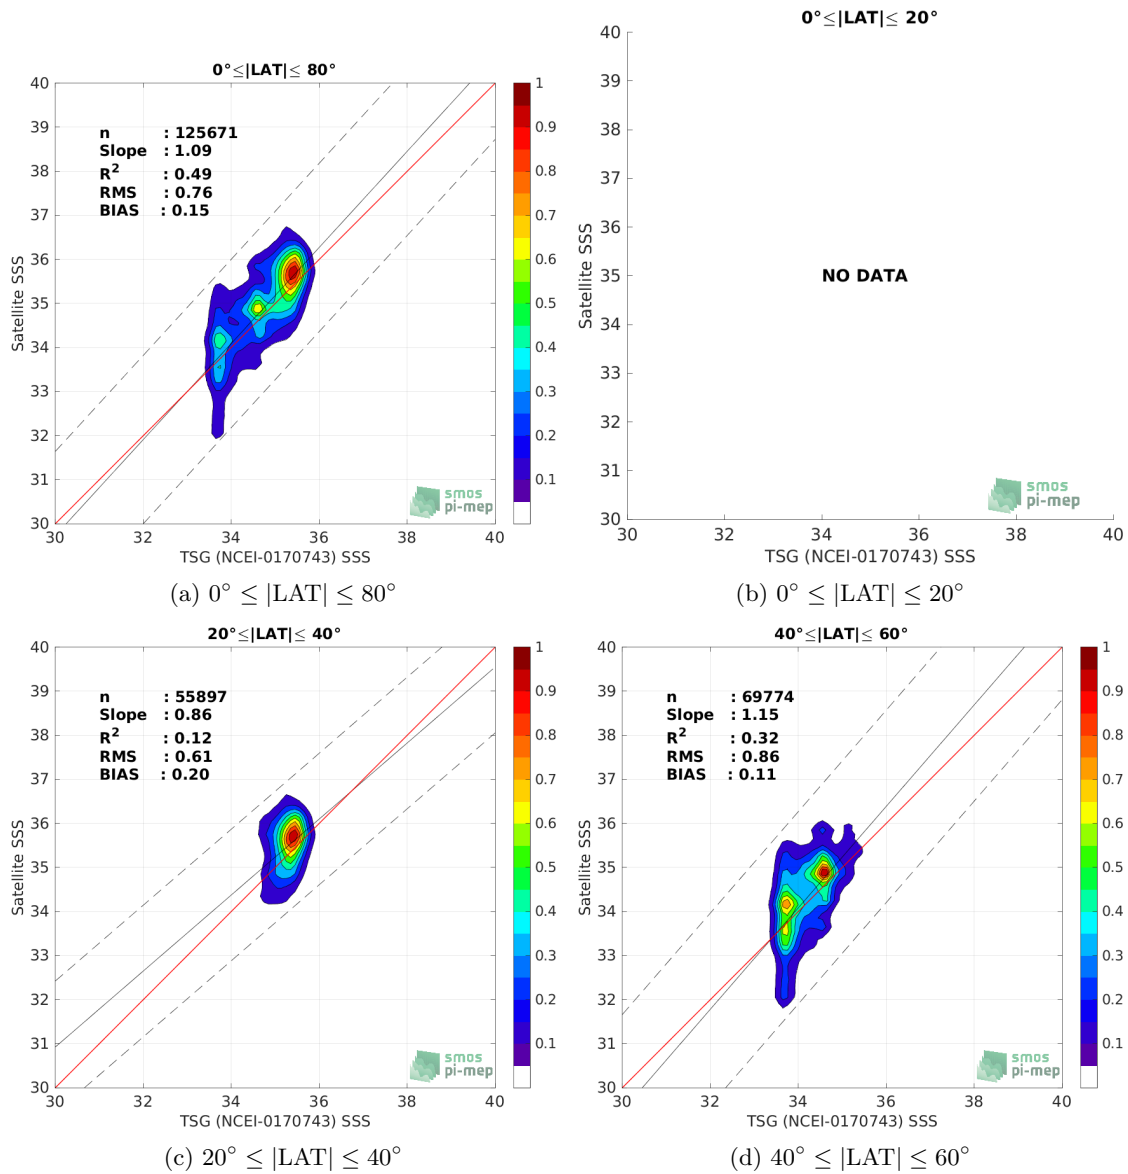 0°≤|LAT|≤ 80°
40
39
38
37
36
35
34
33
32
31
30
Satellite SSS
n : 125671
Slope : 1.09
R² : 0.49
RMS : 0.76
BIAS : 0.15
smos
pi-mep
30 32 34 36 38 40
TSG (NCEI-0170743) SSS
1
0.9
0.8
0.7
0.6
0.5
0.4
0.3
0.2
0.1
(a) 0° ≤ |LAT| ≤ 80°
0°≤|LAT|≤ 20°
40
39
38
37
36
35
34
33
32
31
30
Satellite SSS
NO DATA
smos
pi-mep
30 32 34 36 38 40
TSG (NCEI-0170743) SSS
(b) 0° ≤ |LAT| ≤ 20°
20°≤|LAT|≤ 40°
40
39
38
37
36
35
34
33
32
31
30
Satellite SSS
n : 55897
Slope : 0.86
R² : 0.12
RMS : 0.61
BIAS : 0.20
smos
pi-mep
30 32 34 36 38 40
TSG (NCEI-0170743) SSS
1
0.9
0.8
0.7
0.6
0.5
0.4
0.3
0.2
0.1
(c) 20° ≤ |LAT| ≤ 40°
40°≤|LAT|≤ 60°
40
39
38
37
36
35
34
33
32
31
30
Satellite SSS
n : 69774
Slope : 1.15
R² : 0.32
RMS : 0.86
BIAS : 0.11
smos
pi-mep
30 32 34 36 38 40
TSG (NCEI-0170743) SSS
1
0.9
0.8
0.7
0.6
0.5
0.4
0.3
0.2
0.1
(d) 40° ≤ |LAT| ≤ 60°